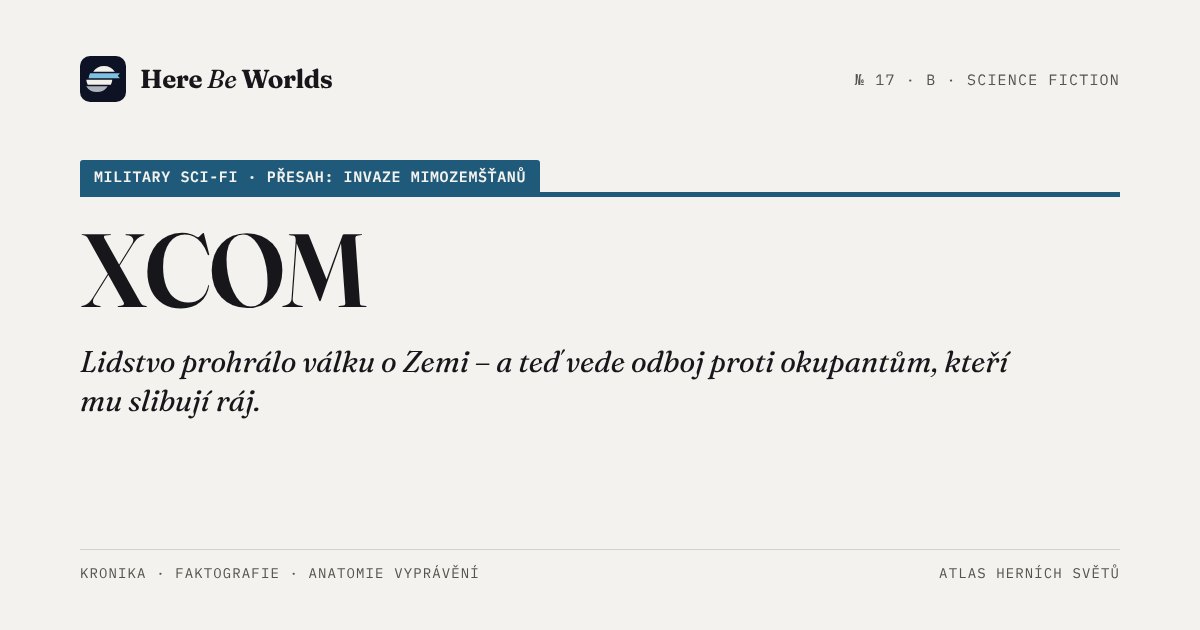 Here Be Worlds
№ 17 · B · SCIENCE FICTION
MILITARY SCI-FI · PŘESAH: INVAZE MIMOZEMŠŤANŮ
XCOM
Lidstvo prohrálo válku o Zemi – a teď vede odboj proti okupantům, kteří
mu slibují ráj.
KRONIKA · FAKTOGRAFIE · ANATOMIE VYPRÁVĚNÍ
ATLAS HERNÍCH SVĚTŮ